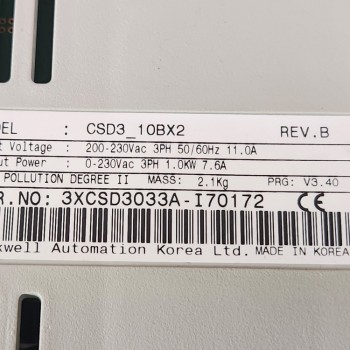 DEL : CSD3_10BX2 REV.B
t Voltage : 200-230Vac 3PH 50/60Hz 11.0A
ut Power : 0-230Vac 3PH 1.0KW 7.6A
POLLUTION DEGREE II MASS: 2.1Kg PRG: V3.40
R.NO: 3XCSD3033A-I70172 CE
kwell Automation Korea Ltd. MADE IN KOREA